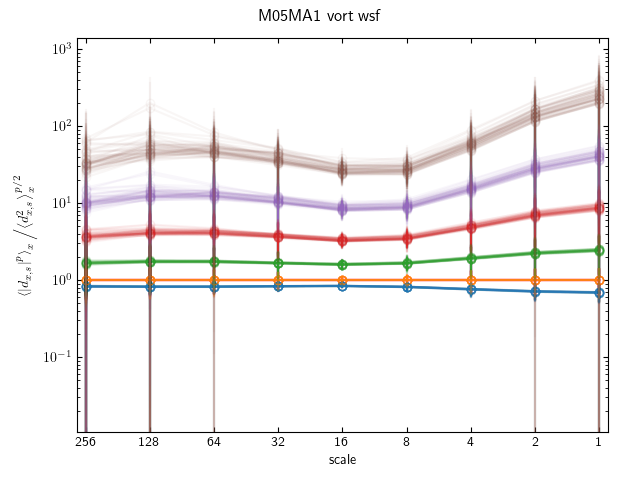 M05MA1 vort wsf
⟨|d_{x,s}|^p⟩_x / ⟨d_{x,s}^2⟩_x^{p/2}
10^3
10^2
10^1
10^0
10^{-1}
256 128 64 32 16 8 4 2 1
scale